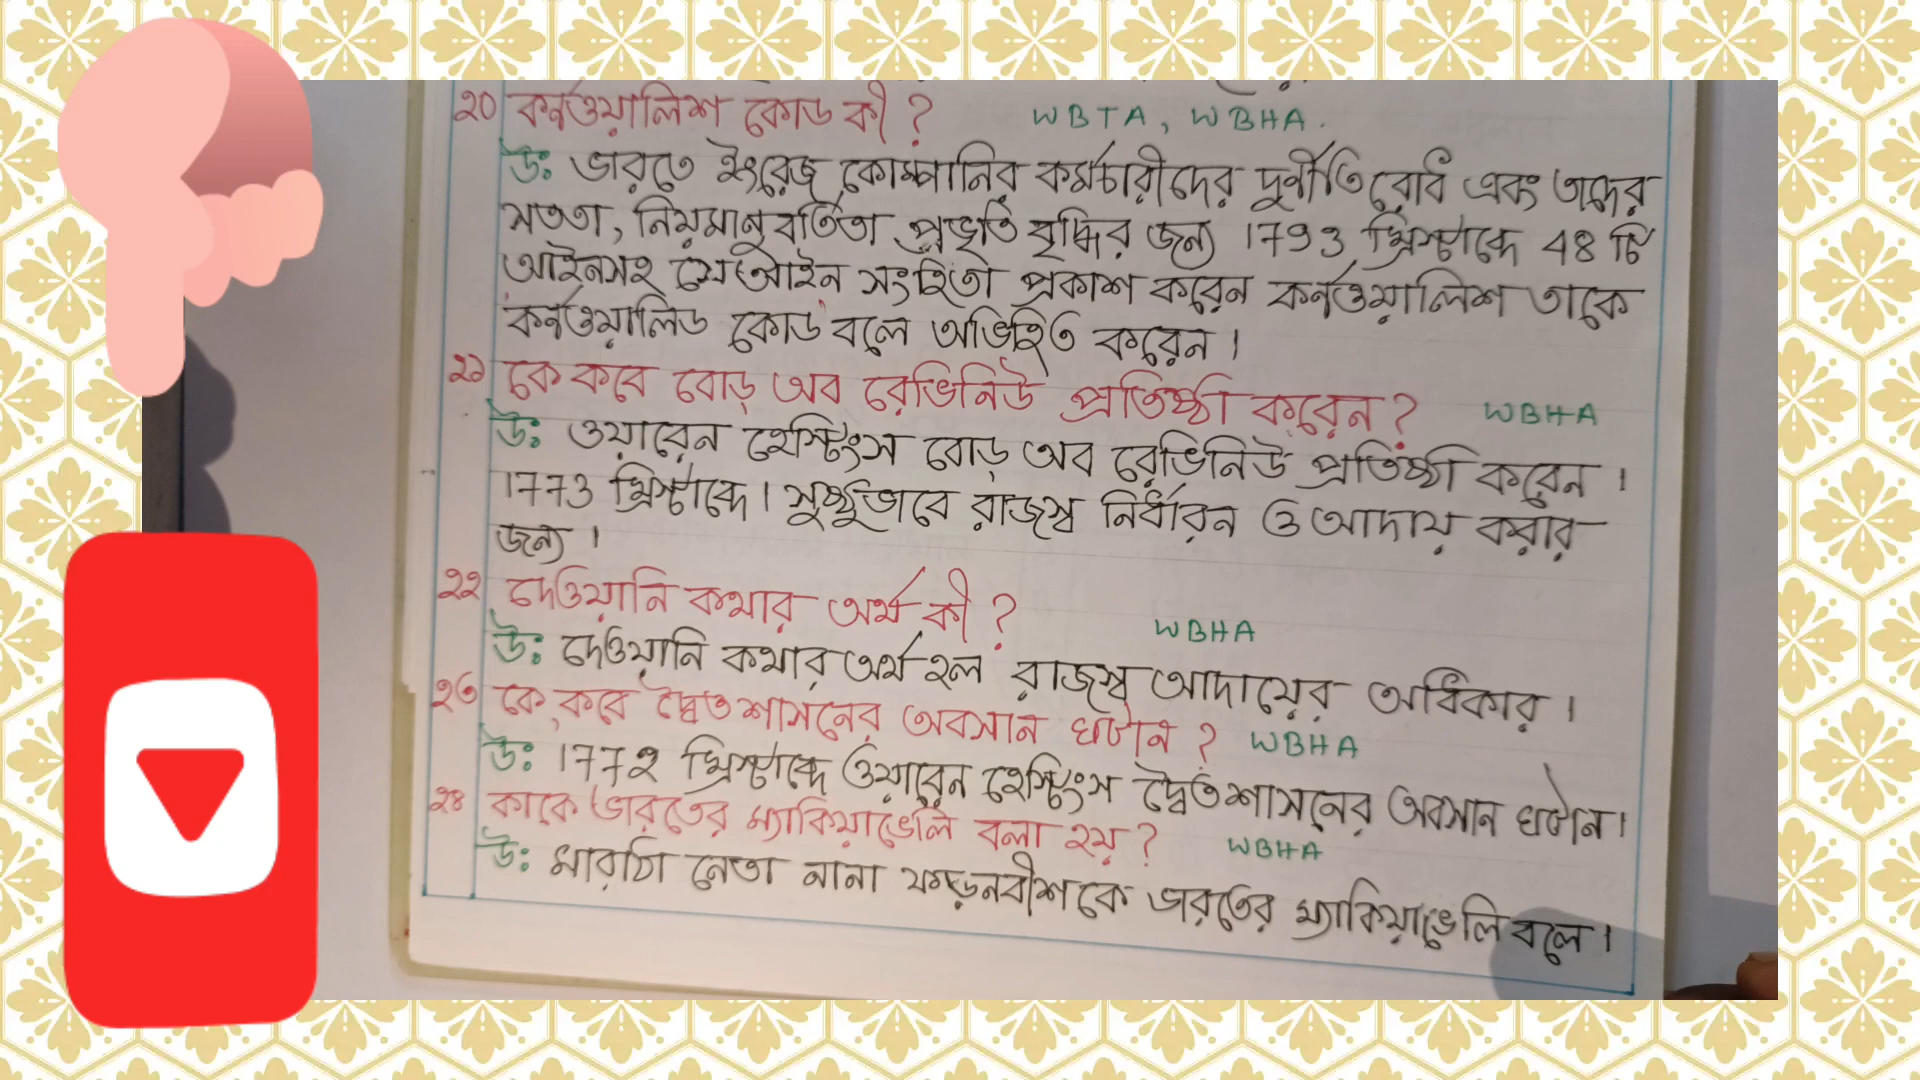 ২০ কর্নওয়ালিশ কোড কী ? WBTA, WBHA.
উঃ ভারতে ইংরেজ কোম্পানির কর্মচারীদের দুর্নীতি রোধ এবং তাদের
সততা, নিয়মানুবর্তিতা প্রভৃতি বৃদ্ধির জন্য 1793 খ্রিস্টাব্দে 48 টি
আইনসহ যে আইন সংহিতা প্রকাশ করেন কর্নওয়ালিশ তাকে
কর্নওয়ালিড কোড বলে অভিহিত করেন।
২১ কে কবে বোড় অব রেভিনিউ প্রতিষ্ঠা করেন ? WBHA
উঃ ওয়ারেন হেস্টিংস বোড় অব রেভিনিউ প্রতিষ্ঠা করেন ।
1773 খ্রিস্টাব্দে। সুষ্ঠুভাবে রাজস্ব নির্ধারন ও আদায় করার
জন্য ।
২২ দেওয়ানি কথার অর্থ কী ? WBHA
উঃ দেওয়ানি কথার অর্থ হল রাজস্ব আদায়ের অধিকার ।
২৩ কে, কবে দ্বৈতশাসনের অবসান ঘটান ? WBHA
উঃ 1772 খ্রিস্টাব্দে ওয়ারেন হেস্টিংস দ্বৈতশাসনের অবসান ঘটান।
২৪ কাকে ভারতের ম্যাকিয়াভেলি বলা হয় ? WBHA
উঃ মারাঠা নেতা নানা ফড়নবীশকে ভারতের ম্যাকিয়াভেলি বলে ।